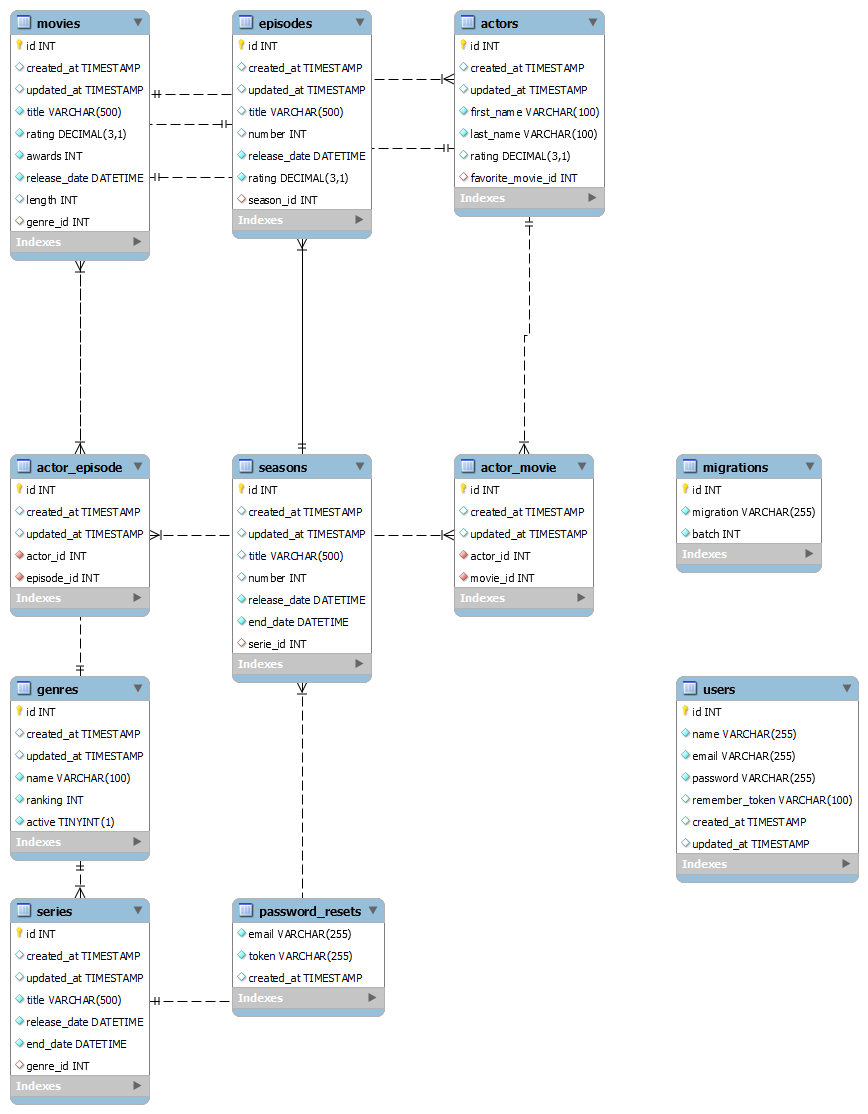 movies
id INT
created_at TIMESTAMP
updated_at TIMESTAMP
title VARCHAR(500)
rating DECIMAL(3,1)
awards INT
release_date DATETIME
length INT
genre_id INT
Indexes
episodes
id INT
created_at TIMESTAMP
updated_at TIMESTAMP
title VARCHAR(500)
number INT
release_date DATETIME
rating DECIMAL(3,1)
season_id INT
Indexes
actors
id INT
created_at TIMESTAMP
updated_at TIMESTAMP
first_name VARCHAR(100)
last_name VARCHAR(100)
rating DECIMAL(3,1)
favorite_movie_id INT
Indexes
actor_episode
id INT
created_at TIMESTAMP
updated_at TIMESTAMP
actor_id INT
episode_id INT
Indexes
seasons
id INT
created_at TIMESTAMP
updated_at TIMESTAMP
title VARCHAR(500)
number INT
release_date DATETIME
end_date DATETIME
serie_id INT
Indexes
actor_movie
id INT
created_at TIMESTAMP
updated_at TIMESTAMP
actor_id INT
movie_id INT
Indexes
migrations
id INT
migration VARCHAR(255)
batch INT
Indexes
genres
id INT
created_at TIMESTAMP
updated_at TIMESTAMP
name VARCHAR(100)
ranking INT
active TINYINT(1)
Indexes
users
id INT
name VARCHAR(255)
email VARCHAR(255)
password VARCHAR(255)
remember_token VARCHAR(100)
created_at TIMESTAMP
updated_at TIMESTAMP
Indexes
series
id INT
created_at TIMESTAMP
updated_at TIMESTAMP
title VARCHAR(500)
release_date DATETIME
end_date DATETIME
genre_id INT
Indexes
password_resets
email VARCHAR(255)
token VARCHAR(255)
created_at TIMESTAMP
Indexes